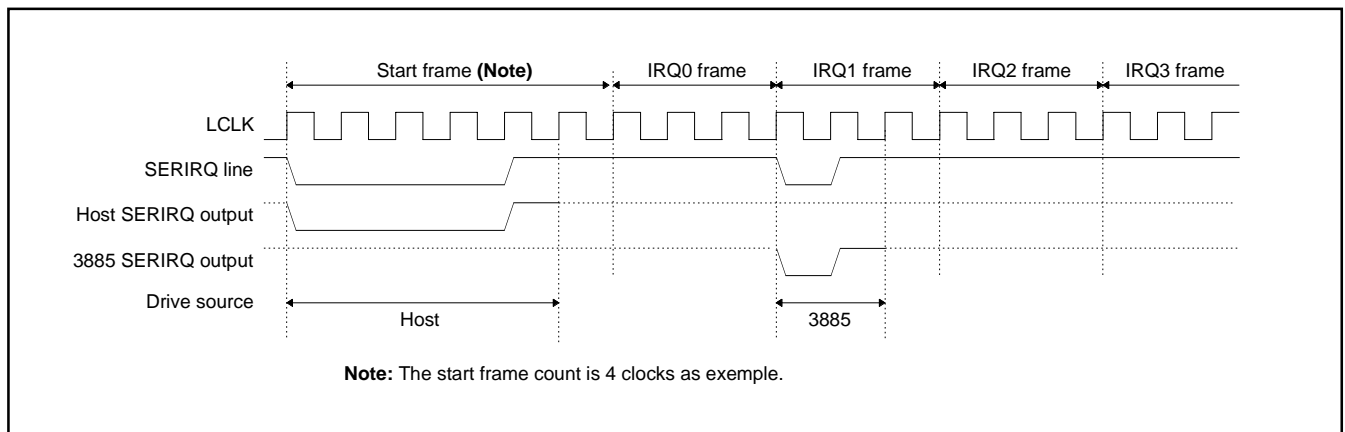 Start frame (Note) IRQ0 frame IRQ1 frame IRQ2 frame IRQ3 frame
LCLK
SERIRQ line
Host SERIRQ output
3885 SERIRQ output
Drive source
Host 3885
Note: The start frame count is 4 clocks as exemple.